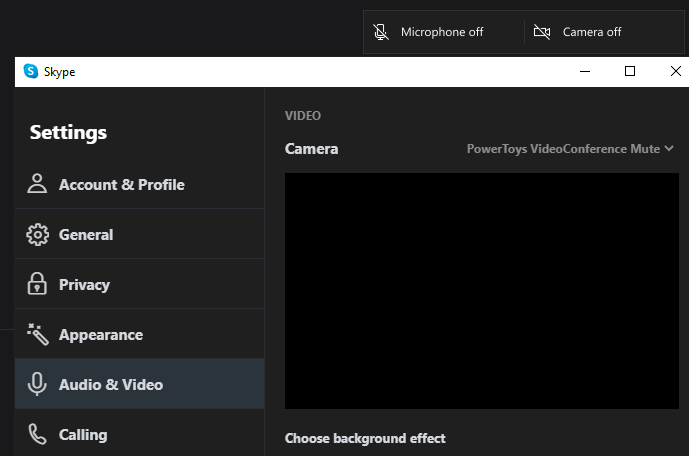 Microphone off
Camera off
Skype
Settings
Account & Profile
General
Privacy
Appearance
Audio & Video
Calling
VIDEO
Camera
PowerToys VideoConference Mute
Choose background effect